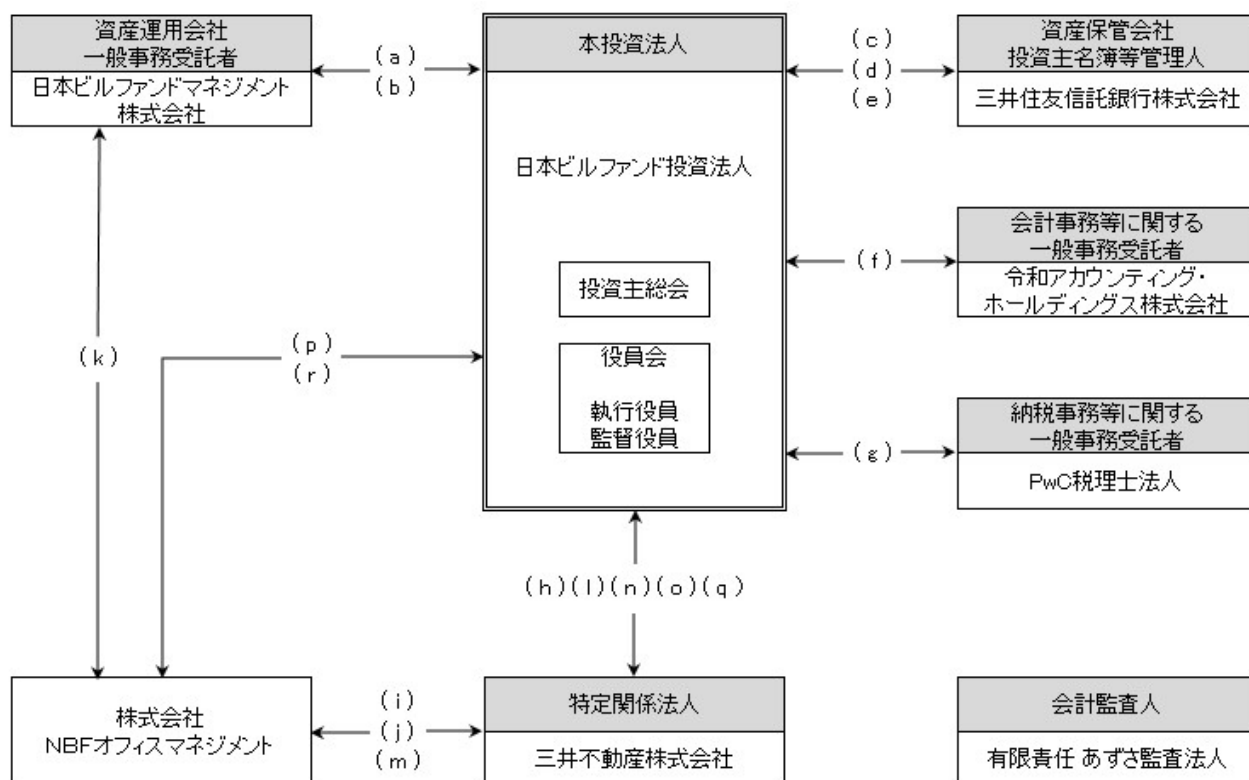 資産運用会社
一般事務受託者
日本ビルファンドマネジメント
株式会社
(a)
(b)
本投資法人
日本ビルファンド投資法人
投資主総会
役員会
執行役員
監督役員
(c)
(d)
(e)
資産保管会社
投資主名簿等管理人
三井住友信託銀行株式会社
(f)
会計事務等に関する
一般事務受託者
令和アカウンティング・
ホールディングス株式会社
(k)
(p)
(r)
(g)
納税事務等に関する
一般事務受託者
PwC税理士法人
(h)(l)(n)(o)(q)
株式会社
NBFオフィスマネジメント
(i)
(j)
(m)
特定関係法人
三井不動産株式会社
会計監査人
有限責任 あずさ監査法人